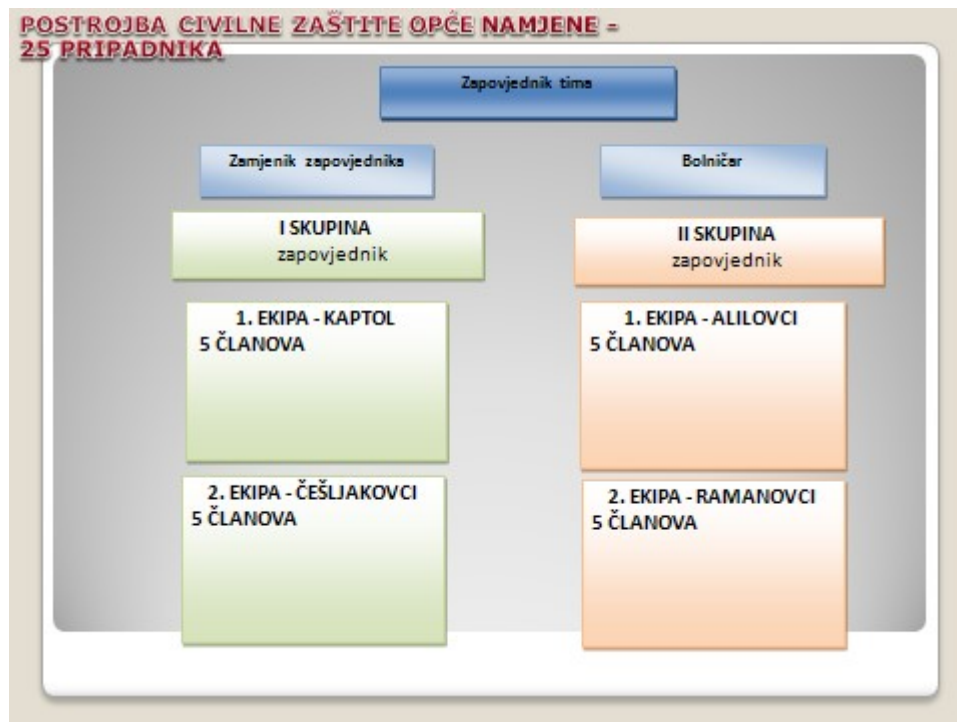 POSTROJBA CIVILNE ZAŠTITE OPĆE NAMJENE –
25 PRIPADNIKA
Zapovjednik tima
Zamjenik zapovjednika
Bolničar
I SKUPINA
zapovjednik
II SKUPINA
zapovjednik
1. EKIPA - KAPTOL
5 ČLANOVA
1. EKIPA - ALILOVCI
5 ČLANOVA
2. EKIPA - ČEŠLJAKOVCI
5 ČLANOVA
2. EKIPA - RAMANOVCI
5 ČLANOVA